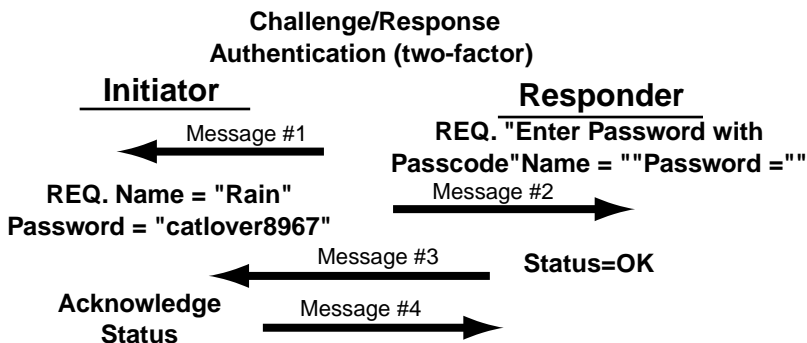 Challenge/Response
Authentication (two-factor)
Initiator
Responder
Message #1
REQ. "Enter Password with
Passcode"Name = ""Password =""
REQ. Name = "Rain"
Password = "catlover8967"
Message #2
Message #3
Status=OK
Acknowledge
Status
Message #4